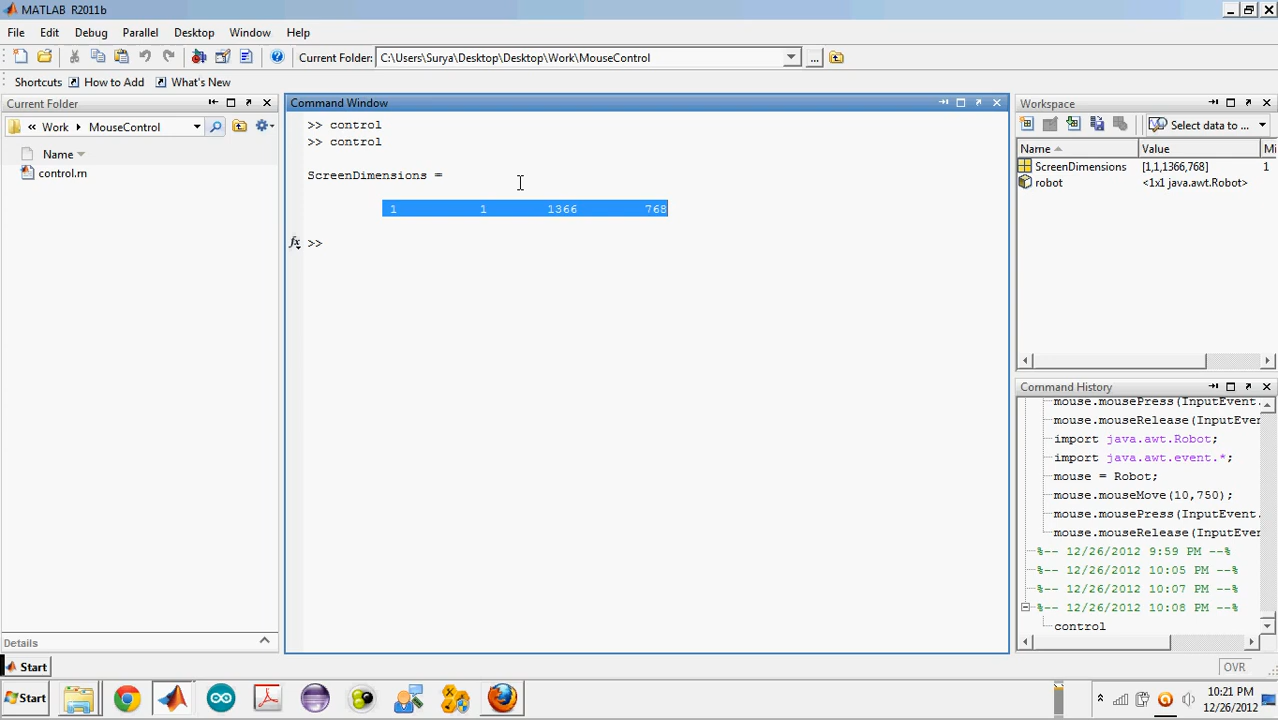 MATLAB R2011b
File Edit Debug Parallel Desktop Window Help
Current Folder: C:\Users\Surya\Desktop\Desktop\Work\MouseControl
Shortcuts How to Add What's New
Current Folder
« Work MouseControl
Name
control.m
Details
Command Window
>> control
>> control
ScreenDimensions =
1 1 1366 768
fx >>
Workspace
Select data to ...
Name Value Mi
ScreenDimensions [1,1,1366,768] 1
robot <1x1 java.awt.Robot>
Command History
mouse.mousePress(InputEvent.
mouse.mouseRelease(InputEven
import java.awt.Robot;
import java.awt.event.*;
mouse = Robot;
mouse.mouseMove(10,750);
mouse.mousePress(InputEvent.
mouse.mouseRelease(InputEven
%-- 12/26/2012 9:59 PM --%
%-- 12/26/2012 10:05 PM --%
%-- 12/26/2012 10:07 PM --%
%-- 12/26/2012 10:08 PM --%
control
Start
OVR
Start
10:21 PM
12/26/2012